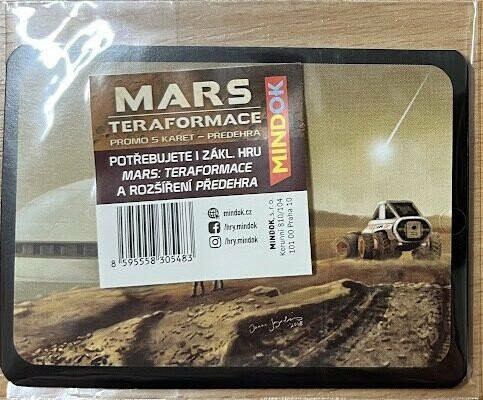 MARS
TERAFORMACE
PROMO 5 KARET – PŘEDEHRA
POTŘEBUJETE I ZÁKL. HRU
MARS: TERAFORMACE
A ROZŠÍŘENÍ PŘEDEHRA
MINDOK
mindok.cz
/hry.mindok
/hry.mindok
MINDOK, s. r. o.
Korunní 810/104
101 00 Praha 10
8 595558 305483